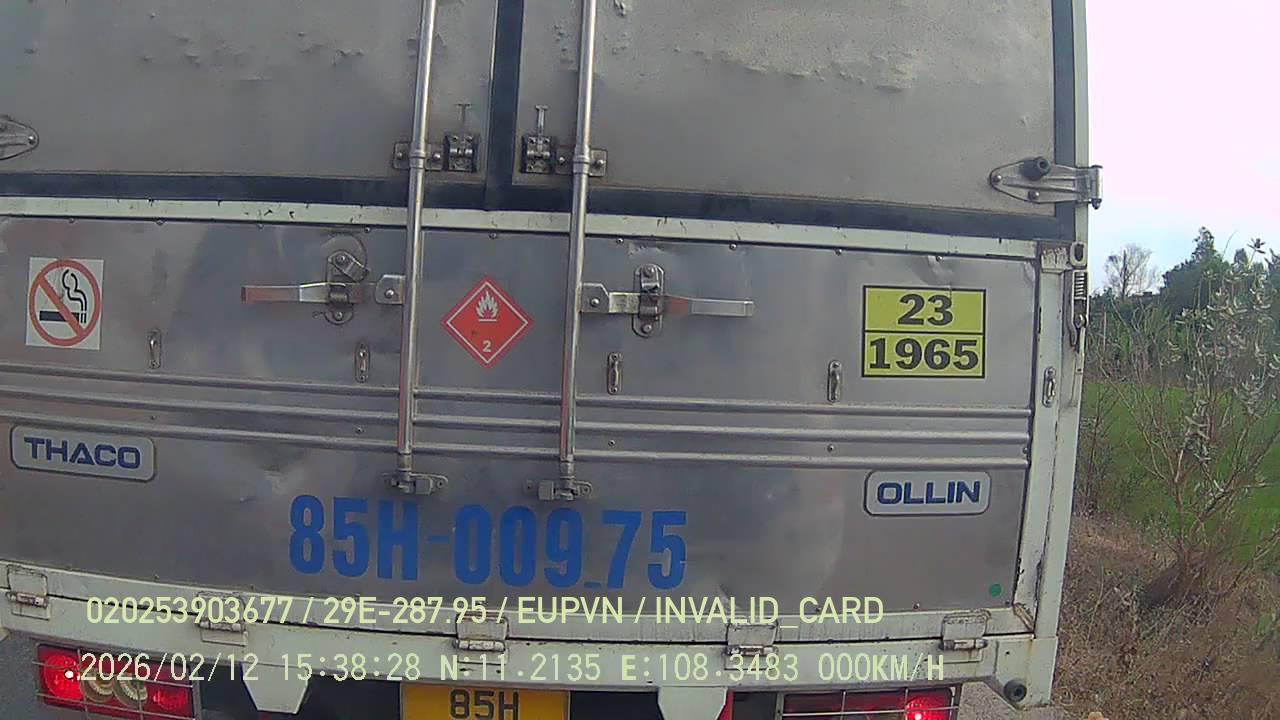 2
23
1965
THACO
OLLIN
85H-009.75
020253903677 / 29E-287.95 / EUPVN / INVALID_CARD
.2026/02/12 15:38:28 N:11.2135 E:108.3483 000KM/H
85H